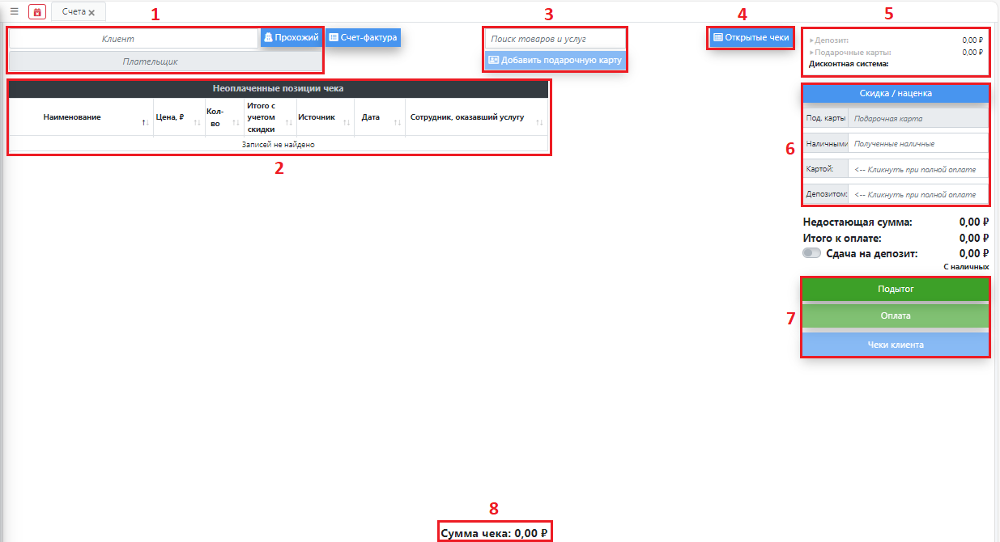 Счета
1
3
4
5
Клиент
Прохожий
Счет-фактура
Плательщик
Поиск товаров и услуг
Добавить подарочную карту
Открытые чеки
Депозит: 0,00 ₽
Подарочные карты: 0,00 ₽
Дисконтная система:
Неоплаченные позиции чека
Наименование
Цена, ₽
Кол-
во
Итого с
учетом
скидки
Источник
Дата
Сотрудник, оказавший услугу
Записей не найдено
2
Скидка / наценка
Под. карты Подарочная карта
Наличными Полученные наличные
6
Картой: <-- Кликнуть при полной оплате
Депозитом: <-- Кликнуть при полной оплате
Недостающая сумма: 0,00 ₽
Итого к оплате: 0,00 ₽
Сдача на депозит: 0,00 ₽
С наличных
Подытог
Оплата
7
Чеки клиента
8
Сумма чека: 0,00 ₽